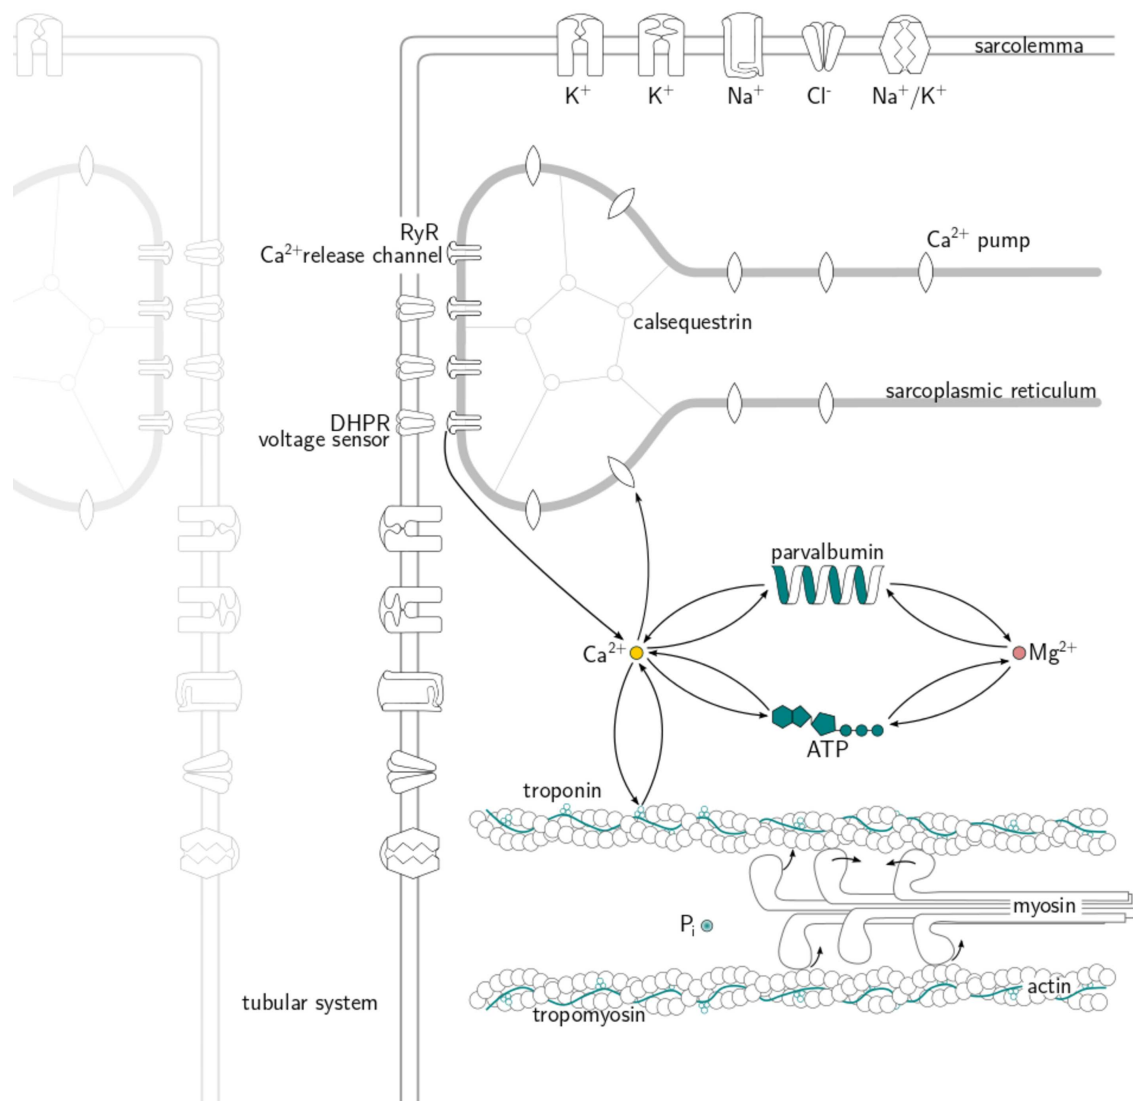 sarcolemma
K⁺
K⁺
Na⁺
Cl⁻
Na⁺/K⁺
RyR
Ca²⁺release channel
Ca²⁺ pump
calsequestrin
sarcoplasmic reticulum
DHPR
voltage sensor
parvalbumin
Ca²⁺
Mg²⁺
ATP
troponin
myosin
Pᵢ
actin
tubular system
tropomyosin